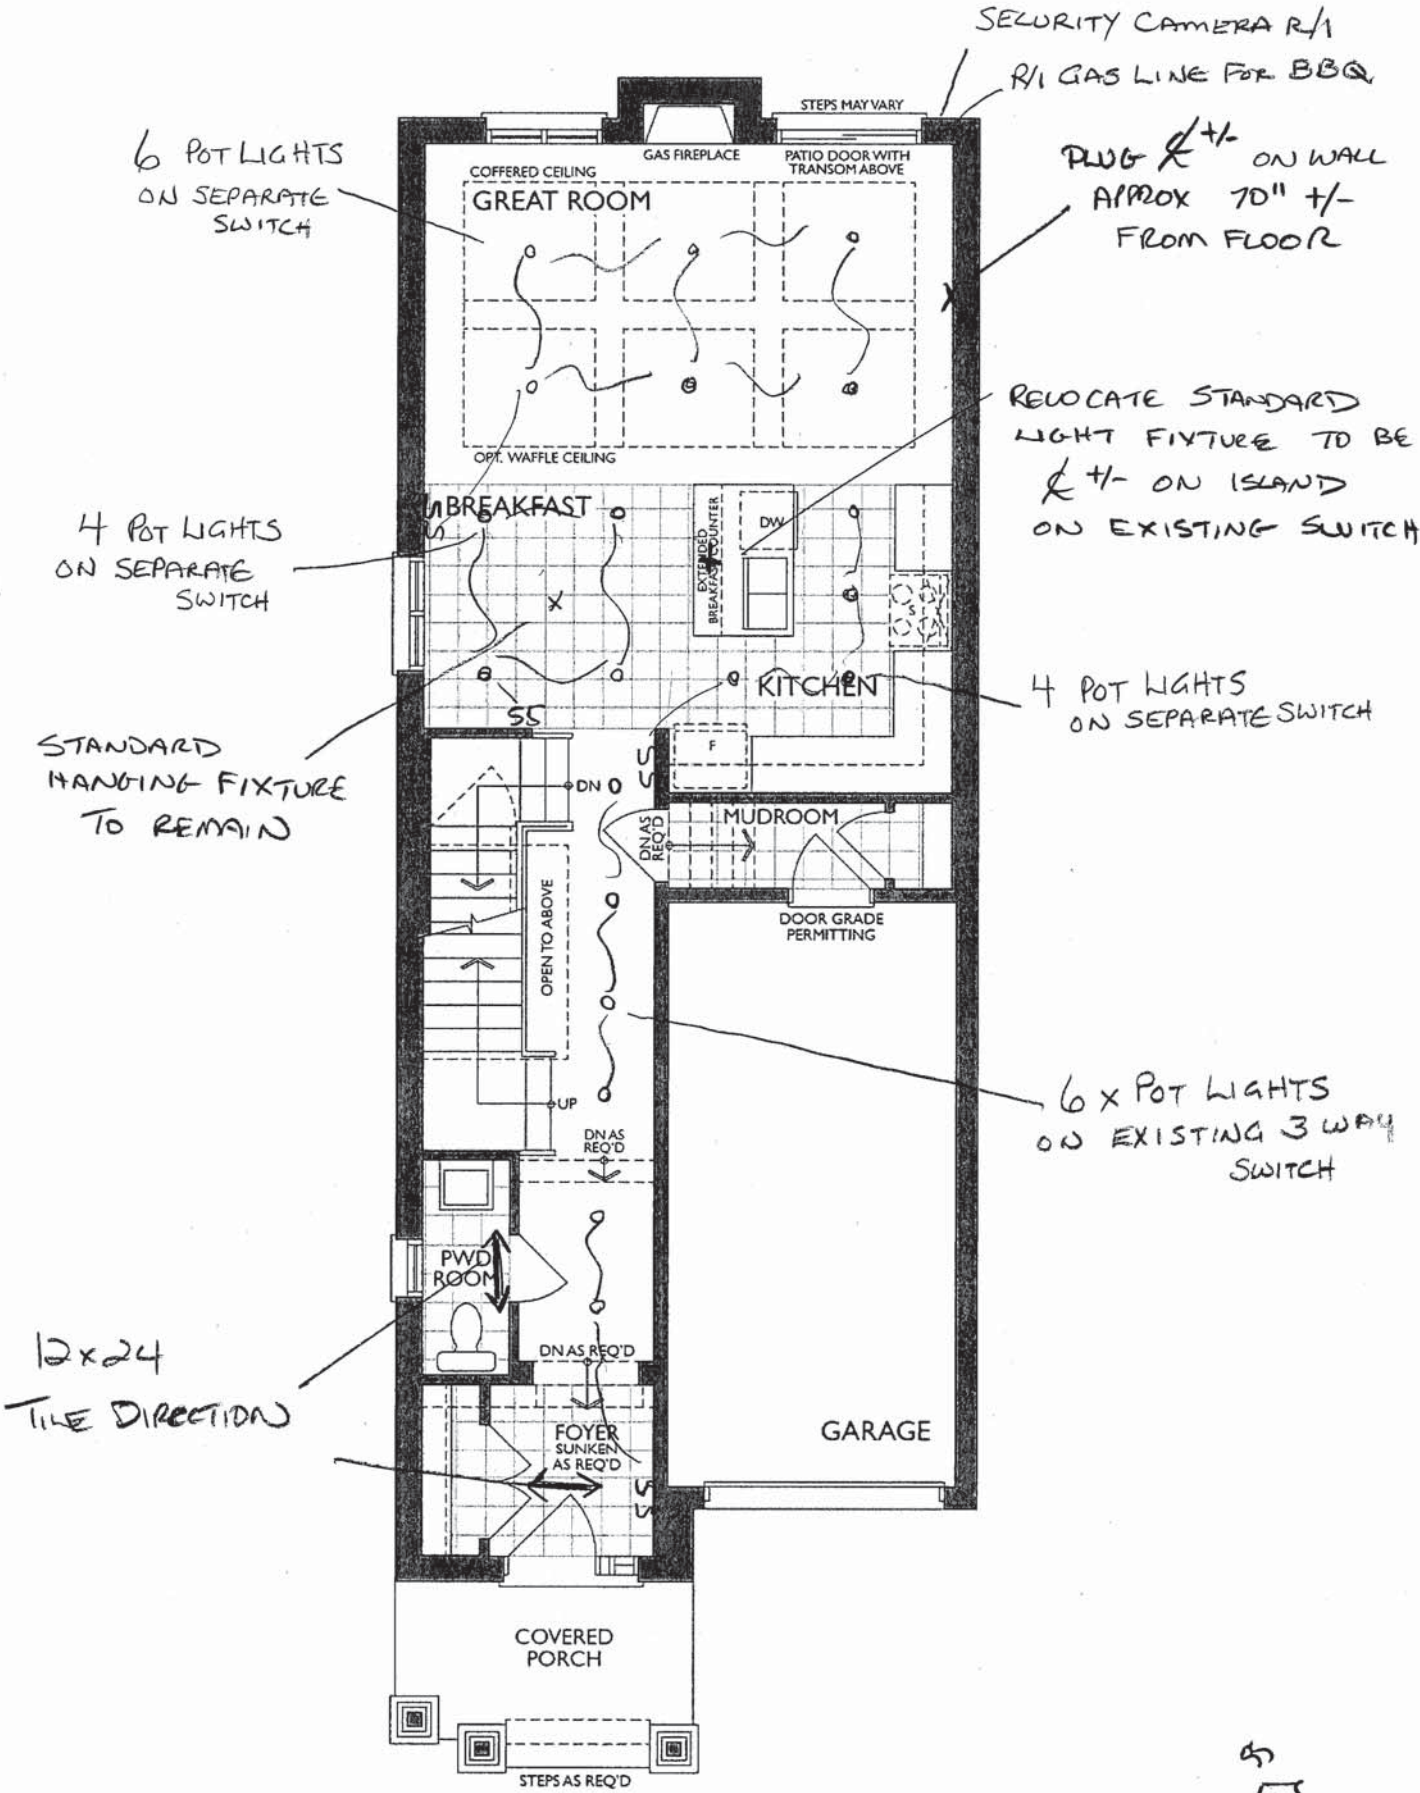 SECURITY CAMERA R/I
R/I GAS LINE FOR BBQ
STEPS MAY VARY
6 POT LIGHTS
ON SEPARATE
SWITCH
GAS FIREPLACE
PATIO DOOR WITH
TRANSOM ABOVE
PLUG ℄ +/- ON WALL
APPROX 70" +/-
FROM FLOOR
COFFERED CEILING
GREAT ROOM
X
OPT. WAFFLE CEILING
RELOCATE STANDARD
LIGHT FIXTURE TO BE
℄ +/- ON ISLAND
ON EXISTING SWITCH
4 POT LIGHTS
ON SEPARATE
SWITCH
SS
BREAKFAST
X
EXTENDED
BREAKFAST COUNTER
DW
S
SS
KITCHEN
4 POT LIGHTS
ON SEPARATE SWITCH
STANDARD
HANGING FIXTURE
TO REMAIN
F
SS
DN
DN AS
REQ'D
MUDROOM
DOOR GRADE
PERMITTING
OPEN TO ABOVE
UP
6 X POT LIGHTS
ON EXISTING 3 WAY
SWITCH
DN AS
REQ'D
PWD
ROOM
12x24
TILE DIRECTION
DN AS REQ'D
FOYER
SUNKEN
AS REQ'D
SS
GARAGE
COVERED
PORCH
STEPS AS REQ'D